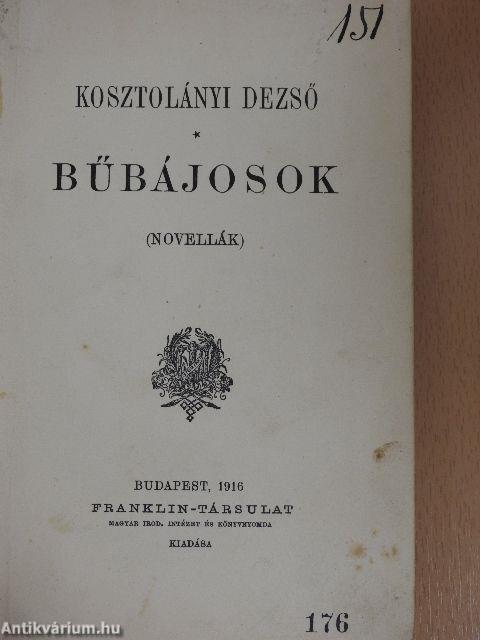 151
KOSZTOLÁNYI DEZSŐ
*
BŰBÁJOSOK
(NOVELLÁK)
BUDAPEST, 1916
FRANKLIN-TÁRSULAT
MAGYAR IROD. INTÉZET ÉS KÖNYVNYOMDA
KIADÁSA
176
Antikvárium.hu